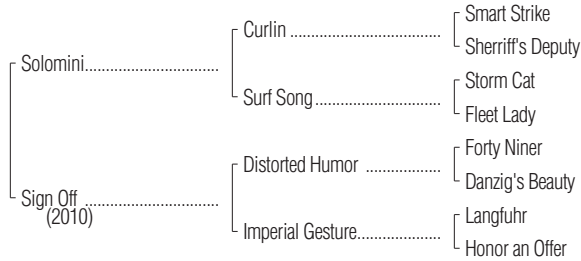 Smart Strike
Curlin
Sherriff's Deputy
Solomini
Storm Cat
Surf Song
Fleet Lady
Forty Niner
Distorted Humor
Danzig's Beauty
Sign Off
(2010)
Langfuhr
Imperial Gesture
Honor an Offer